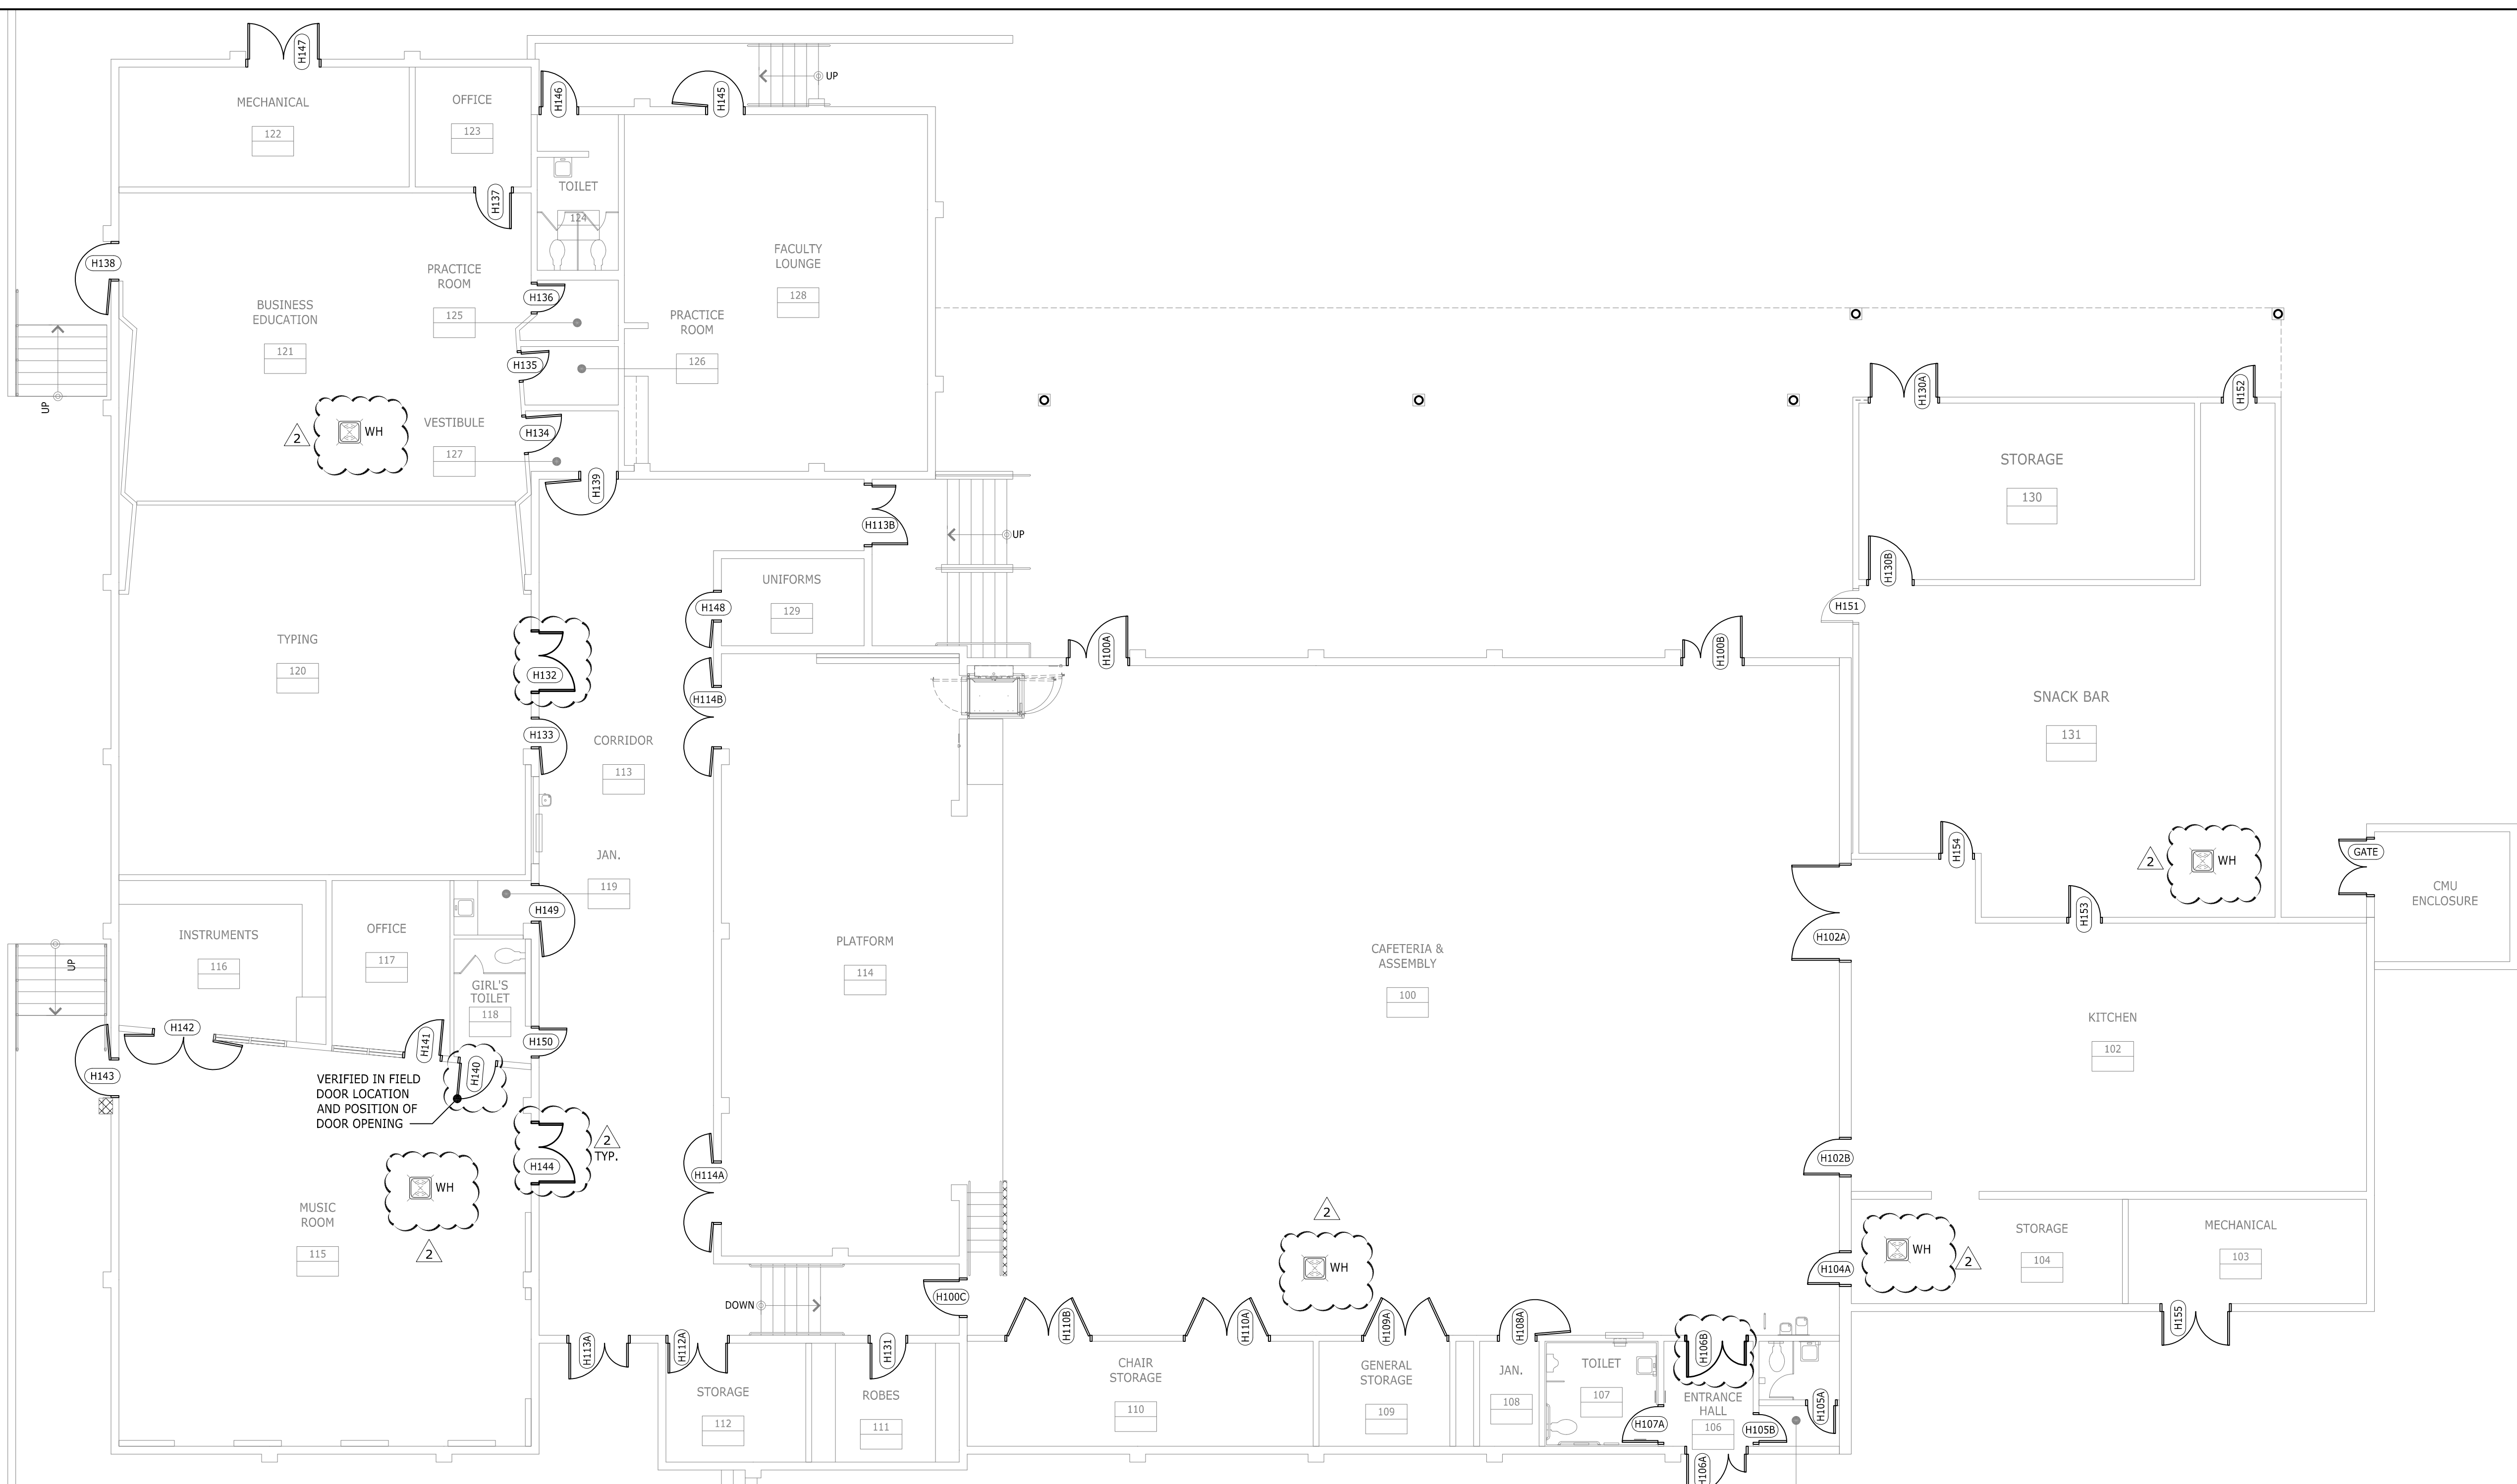 H147
MECHANICAL
122
OFFICE
123
H146
H145
UP
H137
TOILET
124
H138
PRACTICE
ROOM
125
H136
FACULTY
LOUNGE
128
BUSINESS
EDUCATION
121
PRACTICE
ROOM
126
H135
UP
2
WH
VESTIBULE
127
H134
H139
H113B
UP
H130A
H152
STORAGE
130
H130B
H151
UNIFORMS
129
H148
TYPING
120
H132
H114B
H100A
H100B
SNACK BAR
131
H133
CORRIDOR
113
JAN.
119
H149
H154
2
WH
GATE
CMU
ENCLOSURE
H153
INSTRUMENTS
116
OFFICE
117
PLATFORM
114
CAFETERIA &
ASSEMBLY
100
H102A
UP
GIRL'S
TOILET
118
H142
H141
H150
KITCHEN
102
H143
H140
VERIFIED IN FIELD
DOOR LOCATION
AND POSITION OF
DOOR OPENING
H144
2
TYP.
H114A
H102B
WH
2
MUSIC
ROOM
115
2
WH
WH
2
H104A
STORAGE
104
MECHANICAL
103
DOWN
H100C
H155
H113A
H112A
H131
H110B
H110A
H109A
H108A
H106B
STORAGE
112
ROBES
111
CHAIR
STORAGE
110
GENERAL
STORAGE
109
JAN.
108
TOILET
107
H107A
ENTRANCE
HALL
106
H105B
H105A
H106A